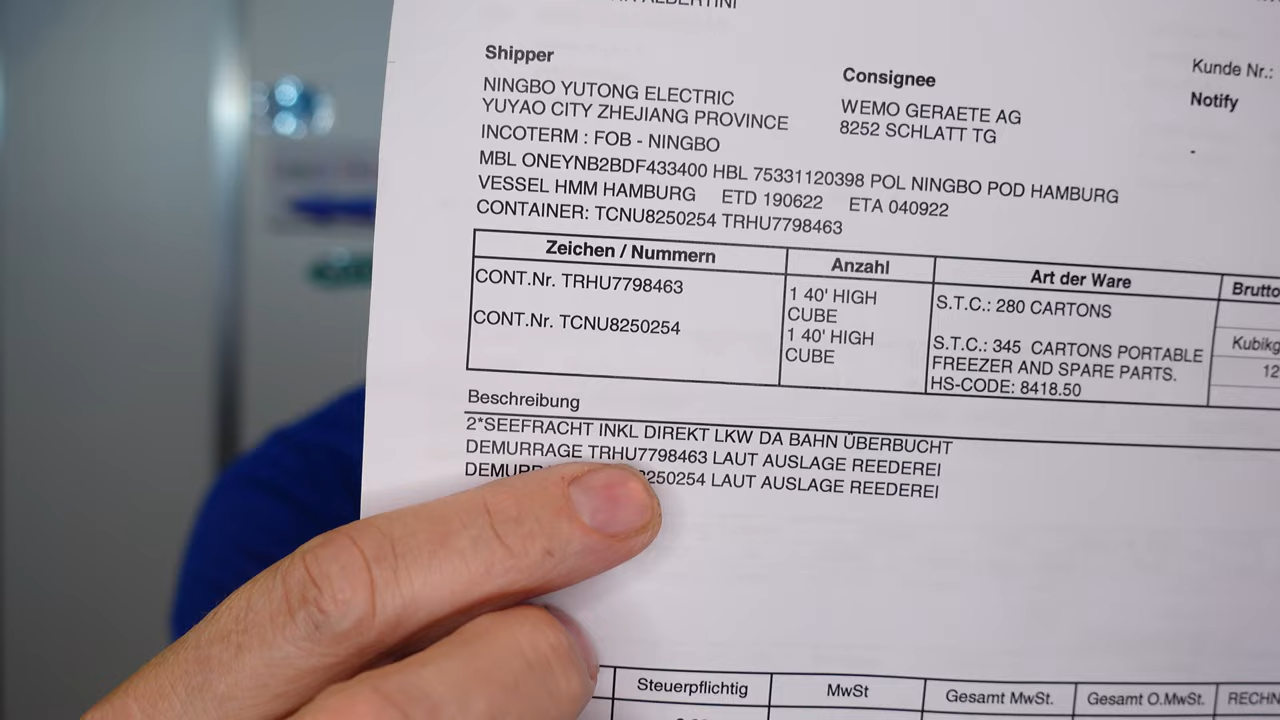 ALBERTINI
Shipper
NINGBO YUTONG ELECTRIC
YUYAO CITY ZHEJIANG PROVINCE
Consignee
WEMO GERAETE AG
8252 SCHLATT TG
Kunde Nr.:
Notify
-
INCOTERM : FOB - NINGBO
MBL ONEYNB2BDF433400 HBL 75331120398 POL NINGBO POD HAMBURG
VESSEL HMM HAMBURG ETD 190622 ETA 040922
CONTAINER: TCNU8250254 TRHU7798463
Zeichen / Nummern Anzahl Art der Ware Brutto
CONT.Nr. TRHU7798463
CONT.Nr. TCNU8250254
1 40' HIGH
CUBE
1 40' HIGH
CUBE
S.T.C.: 280 CARTONS
S.T.C.: 345 CARTONS PORTABLE
FREEZER AND SPARE PARTS.
HS-CODE: 8418.50
Kubikg
12
Beschreibung
2*SEEFRACHT INKL DIREKT LKW DA BAHN ÜBERBUCHT
DEMURRAGE TRHU7798463 LAUT AUSLAGE REEDEREI
DEMURR 8250254 LAUT AUSLAGE REEDEREI
Steuerpflichtig MwSt Gesamt MwSt. Gesamt O.MwSt. RECHN